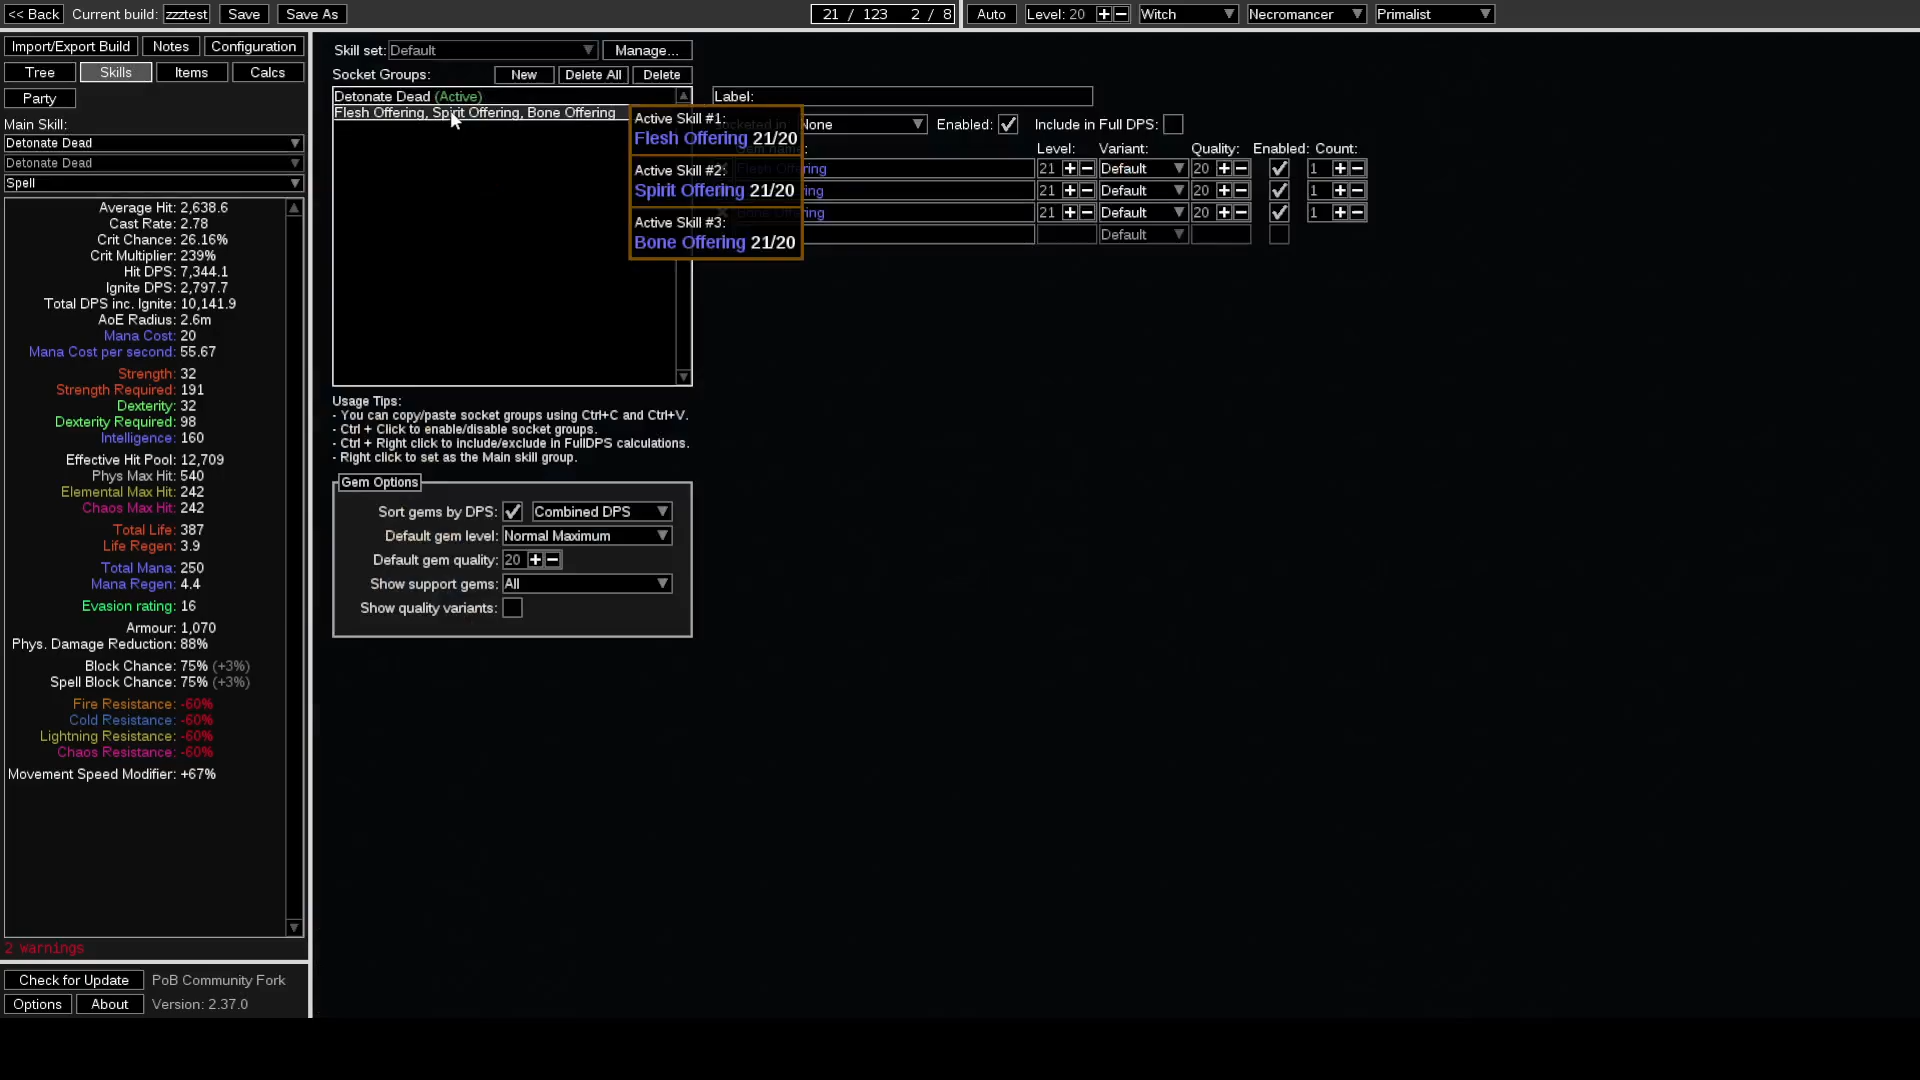 << Back Current build: zzztest Save Save As 21 / 123 2 / 8 Auto Level: 20 Witch Necromancer Primalist
Import/Export Build Notes Configuration
Tree Skills Items Calcs
Party
Main Skill:
Detonate Dead
Detonate Dead
Spell
Average Hit: 2,638.6
Cast Rate: 2.78
Crit Chance: 26.16%
Crit Multiplier: 239%
Hit DPS: 7,344.1
Ignite DPS: 2,797.7
Total DPS inc. Ignite: 10,141.9
AoE Radius: 2.6m
Mana Cost: 20
Mana Cost per second: 55.67
Strength: 32
Strength Required: 191
Dexterity: 32
Dexterity Required: 98
Intelligence: 160
Effective Hit Pool: 12,709
Phys Max Hit: 540
Elemental Max Hit: 242
Chaos Max Hit: 242
Total Life: 387
Life Regen: 3.9
Total Mana: 250
Mana Regen: 4.4
Evasion rating: 16
Armour: 1,070
Phys. Damage Reduction: 88%
Block Chance: 75% (+3%)
Spell Block Chance: 75% (+3%)
Fire Resistance: -60%
Cold Resistance: -60%
Lightning Resistance: -60%
Chaos Resistance: -60%
Movement Speed Modifier: +67%
2 warnings
Check for Update PoB Community Fork
Options About Version: 2.37.0
Skill set: Default Manage...
Socket Groups: New Delete All Delete
Detonate Dead (Active)
Flesh Offering, Spirit Offering, Bone Offering
Usage Tips:
- You can copy/paste socket groups using Ctrl+C and Ctrl+V.
- Ctrl + Click to enable/disable socket groups.
- Ctrl + Right click to include/exclude in FullDPS calculations.
- Right click to set as the Main skill group.
Gem Options
Sort gems by DPS: Combined DPS
Default gem level: Normal Maximum
Default gem quality: 20
Show support gems: All
Show quality variants:
Active Skill #1:
Flesh Offering 21/20
Active Skill #2:
Spirit Offering 21/20
Active Skill #3:
Bone Offering 21/20
Label:
None Enabled: Include in Full DPS:
Level: Variant: Quality: Enabled: Count:
21 Default 20 1
21 Default 20 1
21 Default 20 1
Default